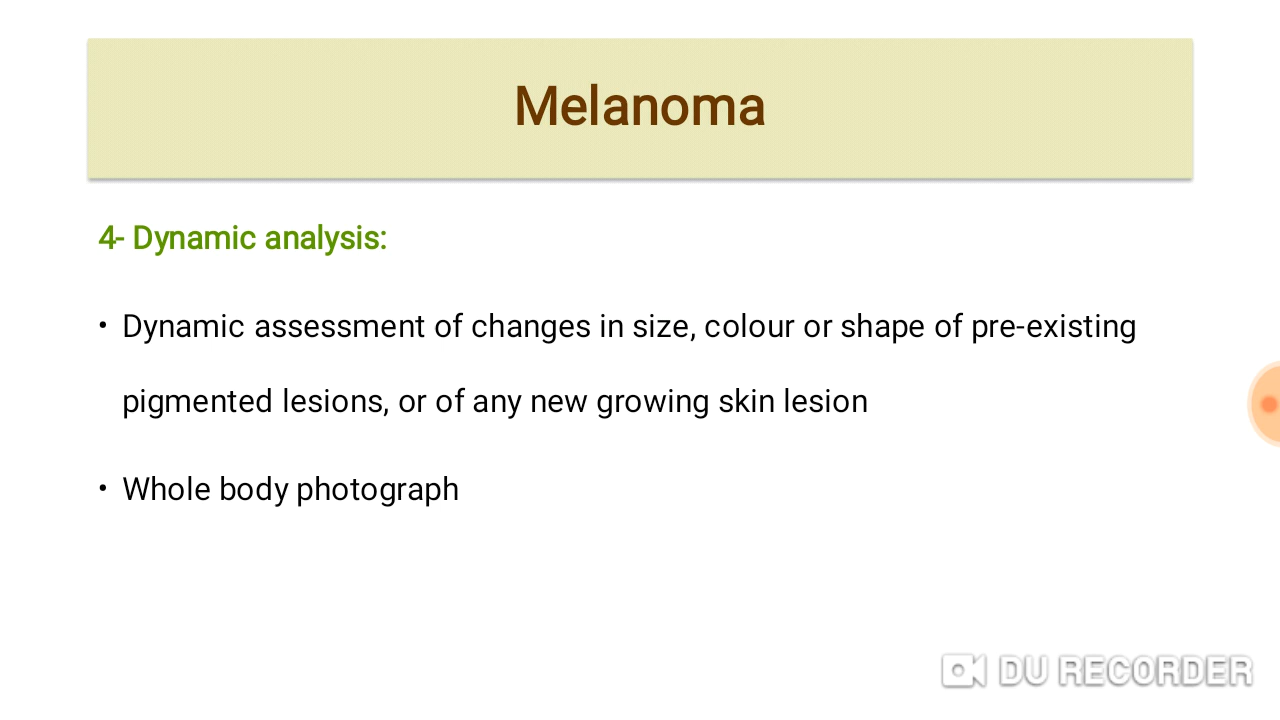 Melanoma
4- Dynamic analysis:
• Dynamic assessment of changes in size, colour or shape of pre-existing
pigmented lesions, or of any new growing skin lesion
• Whole body photograph
DU RECORDER